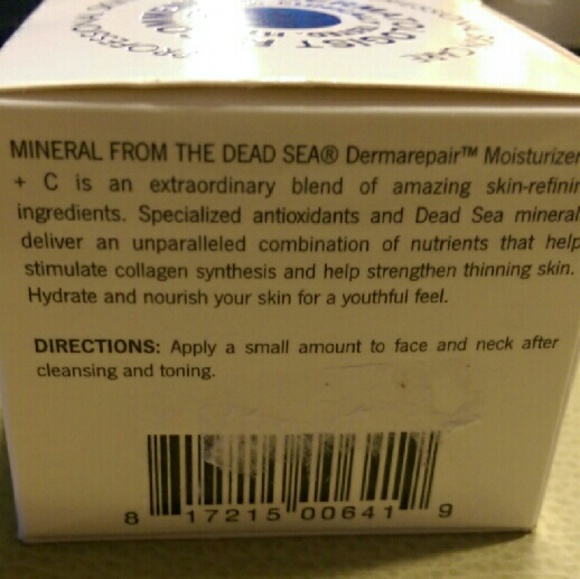 MINERAL FROM THE DEAD SEA® Dermarepair™ Moisturizer
+ C is an extraordinary blend of amazing skin-refinin
ingredients. Specialized antioxidants and Dead Sea mineral
deliver an unparalleled combination of nutrients that help
stimulate collagen synthesis and help strengthen thinning skin.
Hydrate and nourish your skin for a youthful feel.
DIRECTIONS: Apply a small amount to face and neck after
cleansing and toning.
8 17215 00641 9